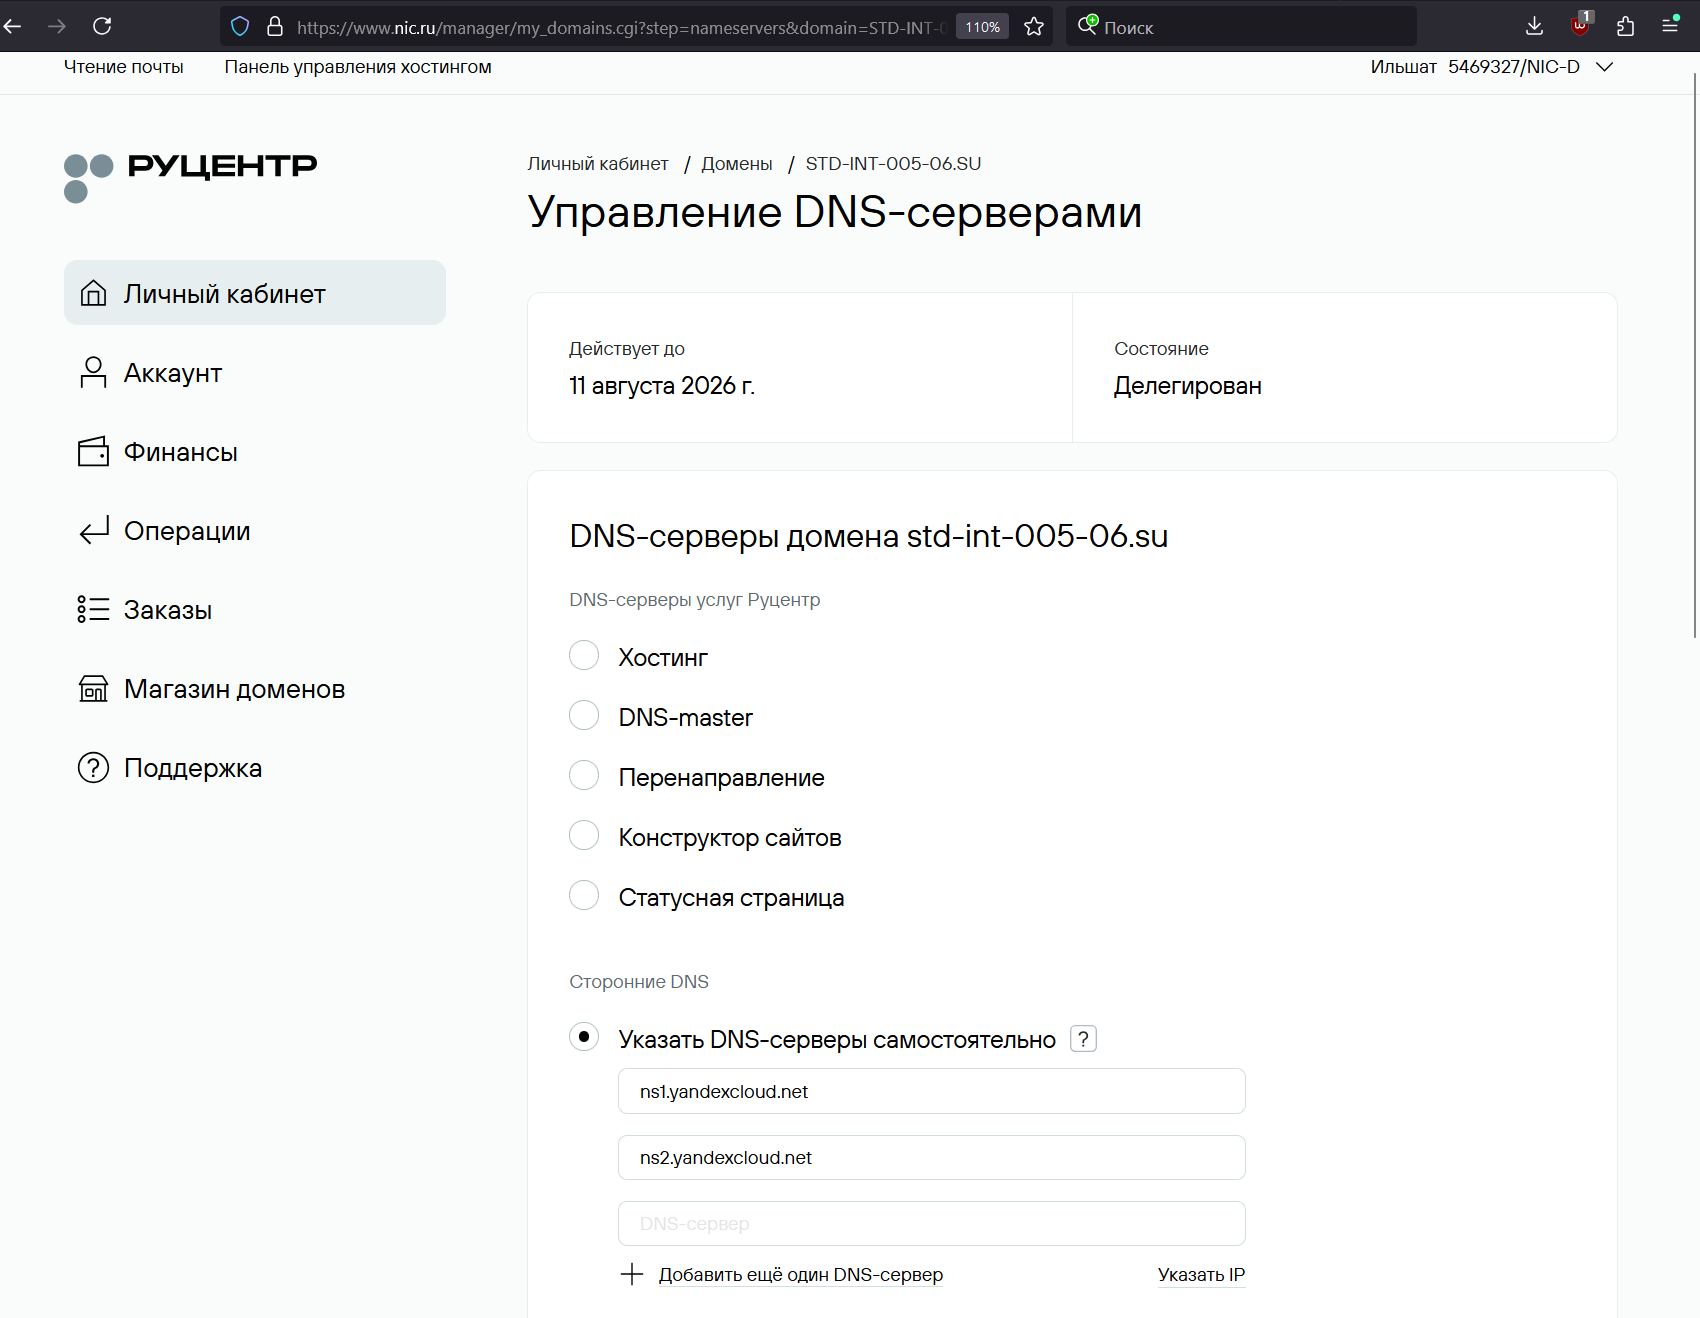 https://www.nic.ru/manager/my_domains.cgi?step=nameservers&domain=STD-INT-0
110%
Поиск
1
Чтение почты
Панель управления хостингом
Ильшат 5469327/NIC-D
РУЦЕНТР
Личный кабинет / Домены / STD-INT-005-06.SU
Управление DNS-серверами
Личный кабинет
Аккаунт
Финансы
Операции
Заказы
Магазин доменов
Поддержка
Действует до
11 августа 2026 г.
Состояние
Делегирован
DNS-серверы домена std-int-005-06.su
DNS-серверы услуг Руцентр
Хостинг
DNS-master
Перенаправление
Конструктор сайтов
Статусная страница
Сторонние DNS
Указать DNS-серверы самостоятельно ?
ns1.yandexcloud.net
ns2.yandexcloud.net
DNS-сервер
Добавить ещё один DNS-сервер
Указать IP